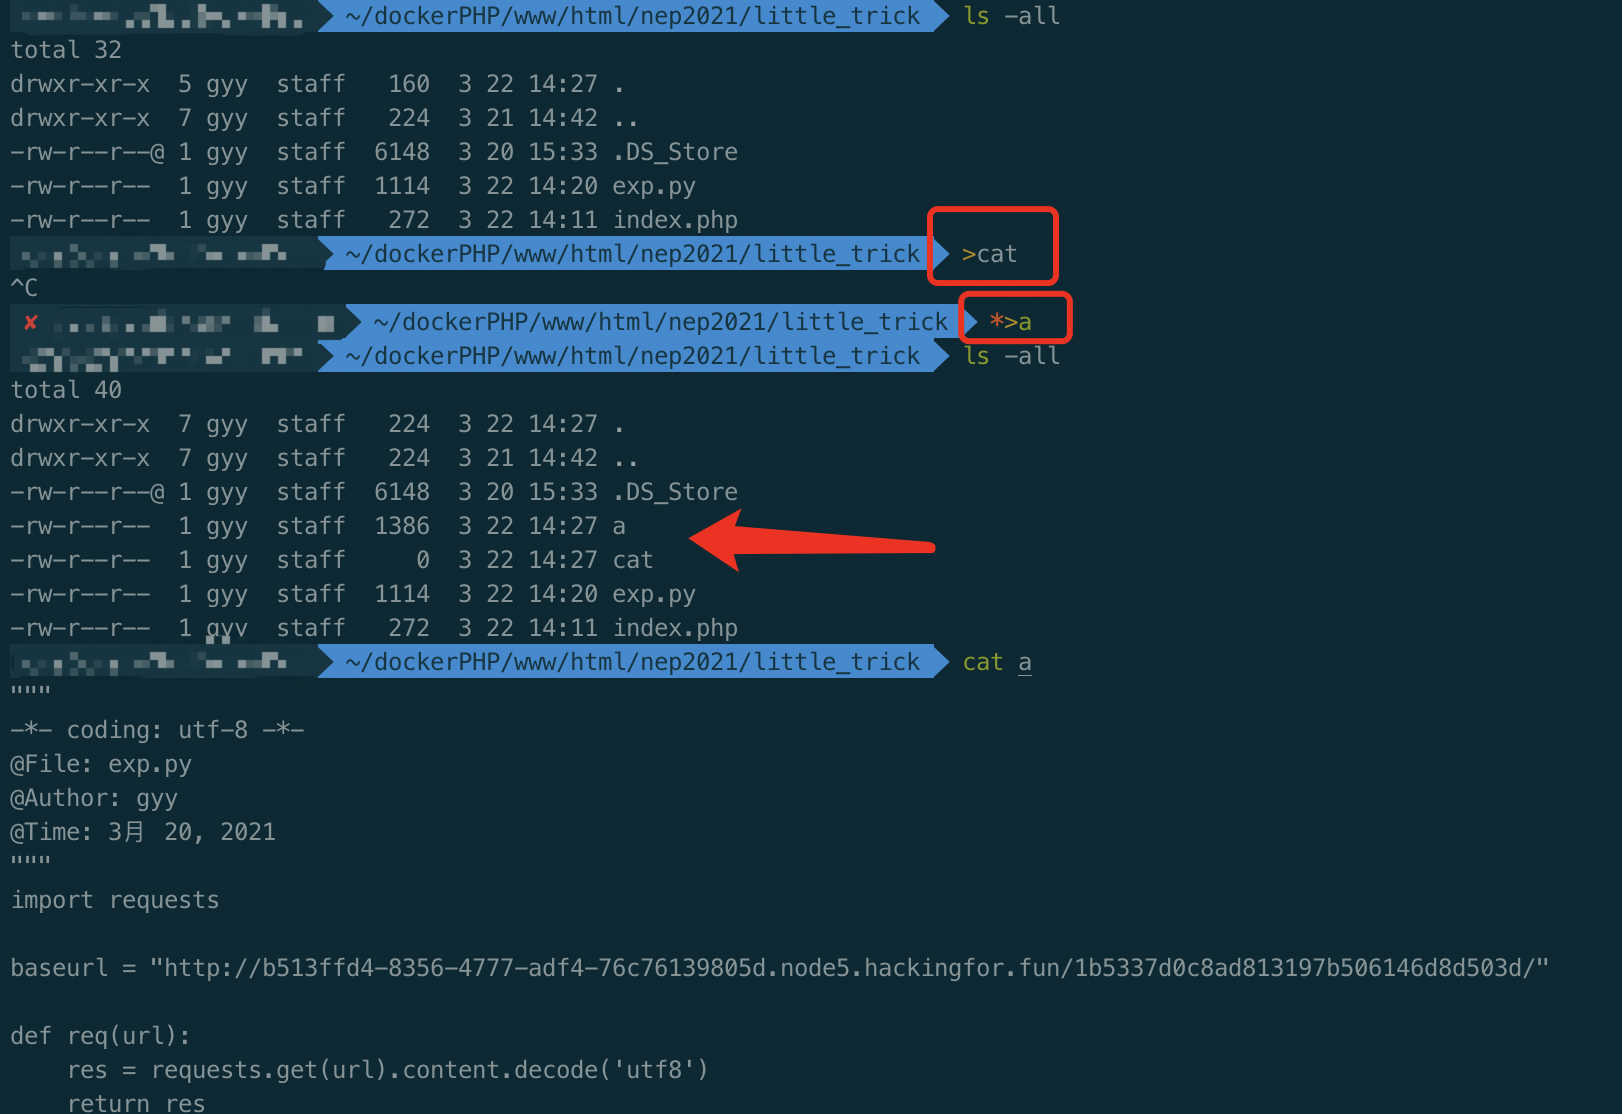 ~/dockerPHP/www/html/nep2021/little_trick ls -all
total 32
drwxr-xr-x 5 gyy staff 160 3 22 14:27 .
drwxr-xr-x 7 gyy staff 224 3 21 14:42 ..
-rw-r--r--@ 1 gyy staff 6148 3 20 15:33 .DS_Store
-rw-r--r-- 1 gyy staff 1114 3 22 14:20 exp.py
-rw-r--r-- 1 gyy staff 272 3 22 14:11 index.php
~/dockerPHP/www/html/nep2021/little_trick >cat
^C
✘ ~/dockerPHP/www/html/nep2021/little_trick *>a
~/dockerPHP/www/html/nep2021/little_trick ls -all
total 40
drwxr-xr-x 7 gyy staff 224 3 22 14:27 .
drwxr-xr-x 7 gyy staff 224 3 21 14:42 ..
-rw-r--r--@ 1 gyy staff 6148 3 20 15:33 .DS_Store
-rw-r--r-- 1 gyy staff 1386 3 22 14:27 a
-rw-r--r-- 1 gyy staff 0 3 22 14:27 cat
-rw-r--r-- 1 gyy staff 1114 3 22 14:20 exp.py
-rw-r--r-- 1 gyy staff 272 3 22 14:11 index.php
~/dockerPHP/www/html/nep2021/little_trick cat a
"""
-*- coding: utf-8 -*-
@File: exp.py
@Author: gyy
@Time: 3月 20, 2021
"""
import requests
baseurl = "http://b513ffd4-8356-4777-adf4-76c76139805d.node5.hackingfor.fun/1b5337d0c8ad813197b506146d8d503d/"
def req(url):
res = requests.get(url).content.decode('utf8')
return res